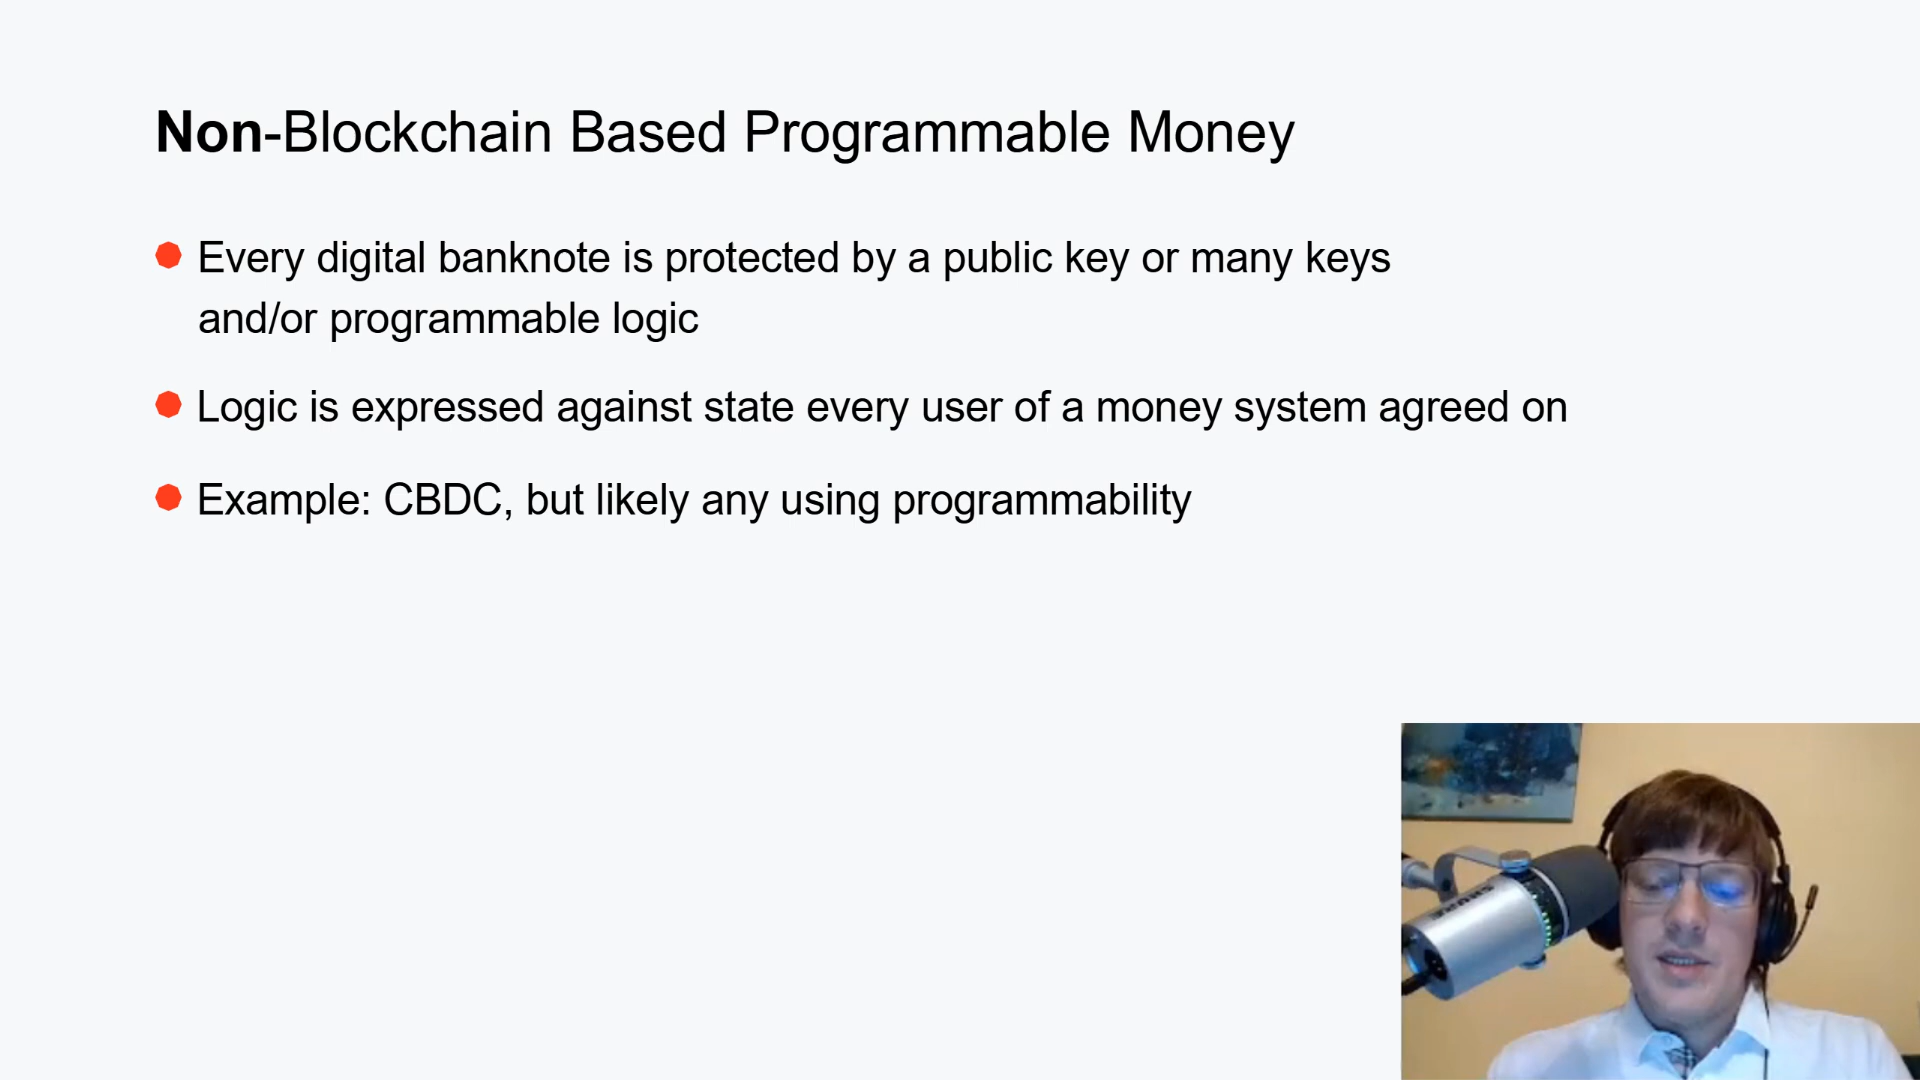 Non-Blockchain Based Programmable Money
Every digital banknote is protected by a public key or many keys
and/or programmable logic
Logic is expressed against state every user of a money system agreed on
Example: CBDC, but likely any using programmability
SHURE